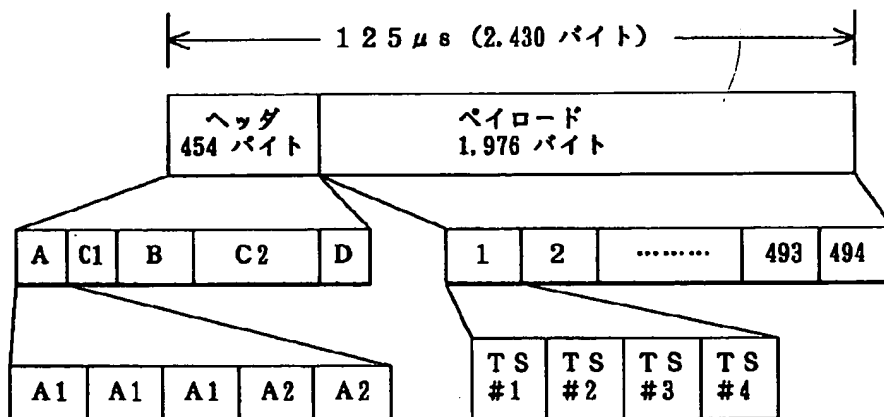 125μs (2.430 バイト)
ヘッダ
454 バイト
ペイロード
1,976 バイト
A C1 B C2 D
1 2 ……… 493 494
A1 A1 A1 A2 A2
TS #1
TS #2
TS #3
TS #4